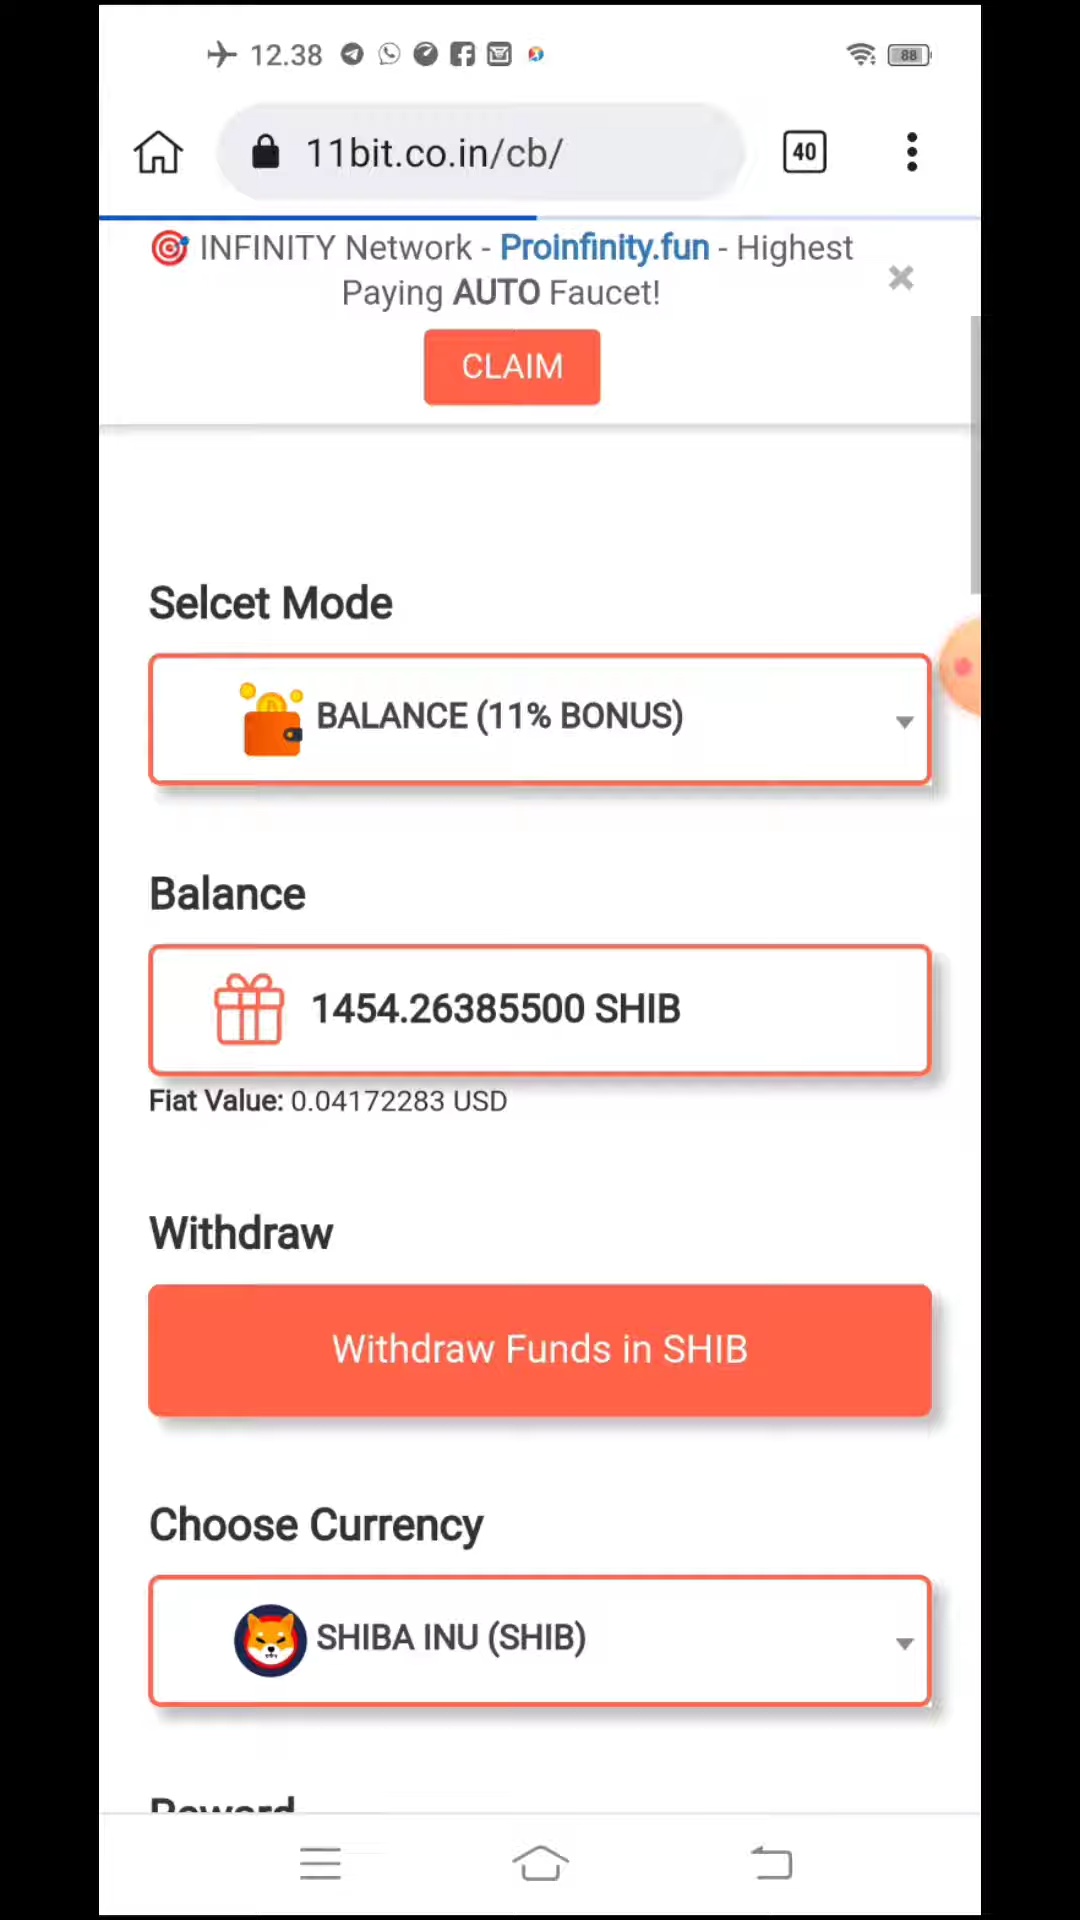 12.38
88
11bit.co.in/cb/
40
INFINITY Network - Proinfinity.fun - Highest
Paying AUTO Faucet!
CLAIM
Selcet Mode
BALANCE (11% BONUS)
Balance
1454.26385500 SHIB
Fiat Value: 0.04172283 USD
Withdraw
Withdraw Funds in SHIB
Choose Currency
SHIBA INU (SHIB)
Reward